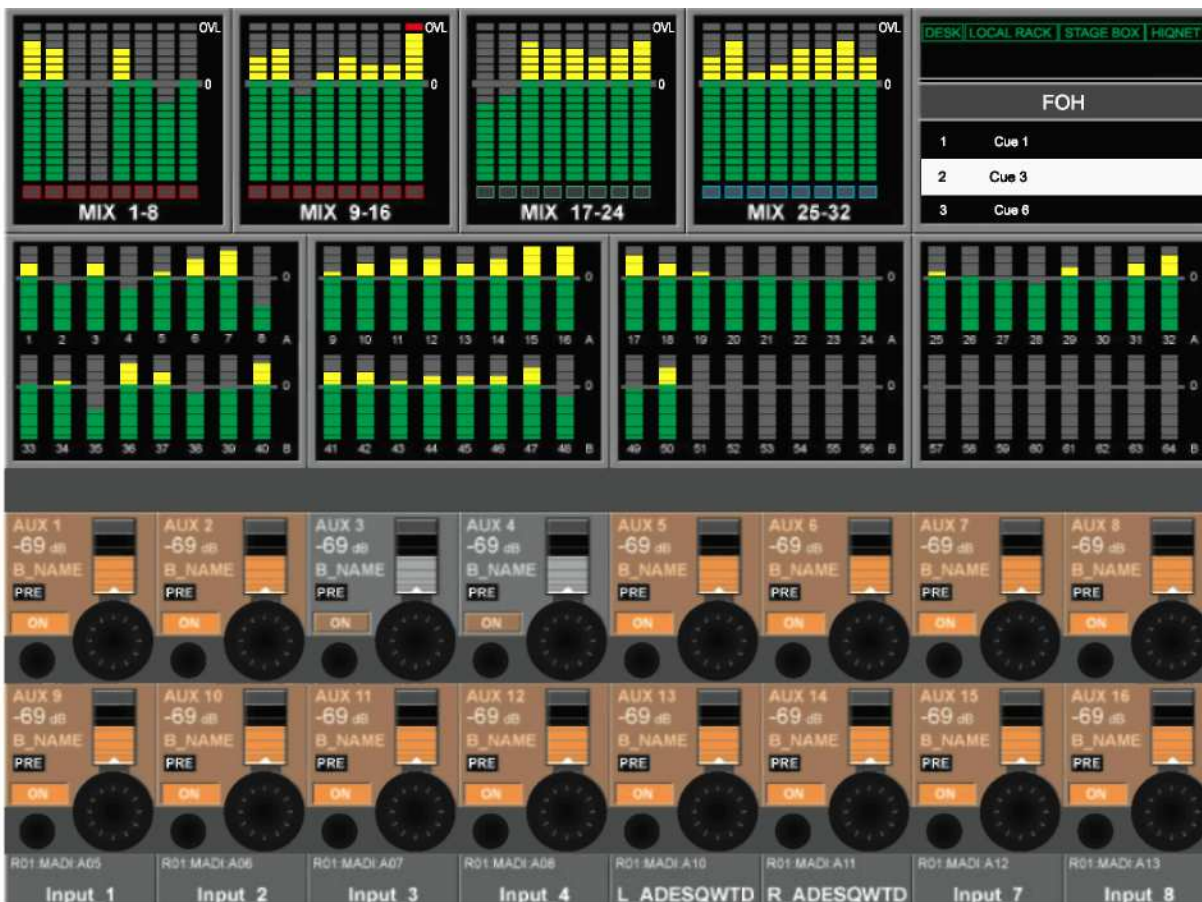 OVL OVL OVL OVL
DESK LOCAL RACK STAGE BOX HIQNET
0 0 0 0
FOH
1 Cue 1
2 Cue 3
3 Cue 6
MIX 1-8 MIX 9-16 MIX 17-24 MIX 25-32
0 0 0 0
1 2 3 4 5 6 7 8 A 9 10 11 12 13 14 15 16 A 17 18 19 20 21 22 23 24 A 25 26 27 28 29 30 31 32 A
0 0 0 0
33 34 35 36 37 38 39 40 B 41 42 43 44 45 46 47 48 B 49 50 51 52 53 54 55 56 B 57 58 59 60 61 62 63 64 B
AUX 1 AUX 2 AUX 3 AUX 4 AUX 5 AUX 6 AUX 7 AUX 8
-69 dB -69 dB -69 dB -69 dB -69 dB -69 dB -69 dB -69 dB
B_NAME B_NAME B_NAME B_NAME B_NAME B_NAME B_NAME B_NAME
PRE PRE PRE PRE PRE PRE PRE PRE
ON ON ON ON ON ON ON ON
AUX 9 AUX 10 AUX 11 AUX 12 AUX 13 AUX 14 AUX 15 AUX 16
-69 dB -69 dB -69 dB -69 dB -69 dB -69 dB -69 dB -69 dB
B_NAME B_NAME B_NAME B_NAME B_NAME B_NAME B_NAME B_NAME
PRE PRE PRE PRE PRE PRE PRE PRE
ON ON ON ON ON ON ON ON
R01:MADI:A05 R01:MADI:A06 R01:MADI:A07 R01:MADI:A08 R01:MADI:A10 R01:MADI:A11 R01:MADI:A12 R01:MADI:A13
Input 1 Input 2 Input 3 Input 4 L_ADESQWTD R_ADESQWTD Input 7 Input 8